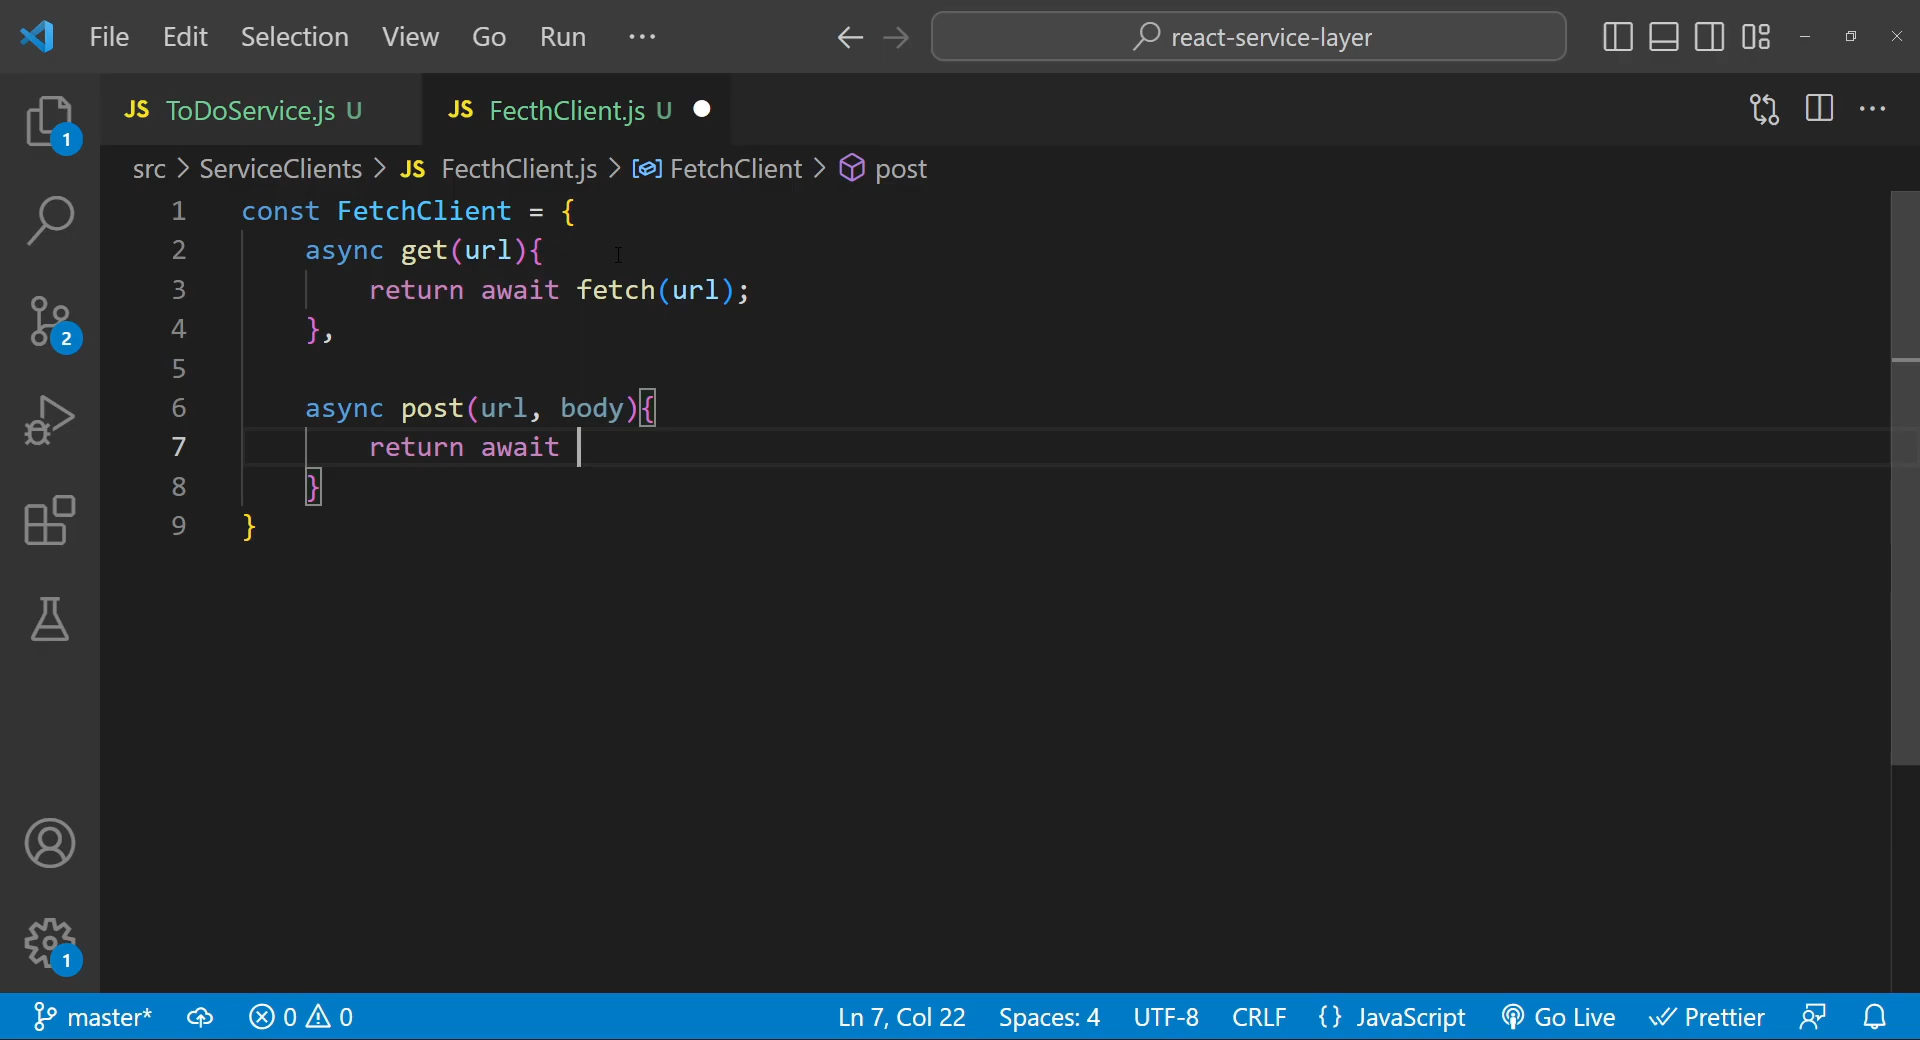 File Edit Selection View Go Run ··· react-service-layer
JS ToDoService.js U JS FecthClient.js U
src > ServiceClients > JS FecthClient.js > FetchClient > post
1 const FetchClient = {
2 async get(url){
3 return await fetch(url);
4 },
5
6 async post(url, body){
7 return await
8 }
9 }
1
2
1
master* 0 0 Ln 7, Col 22 Spaces: 4 UTF-8 CRLF {} JavaScript Go Live Prettier